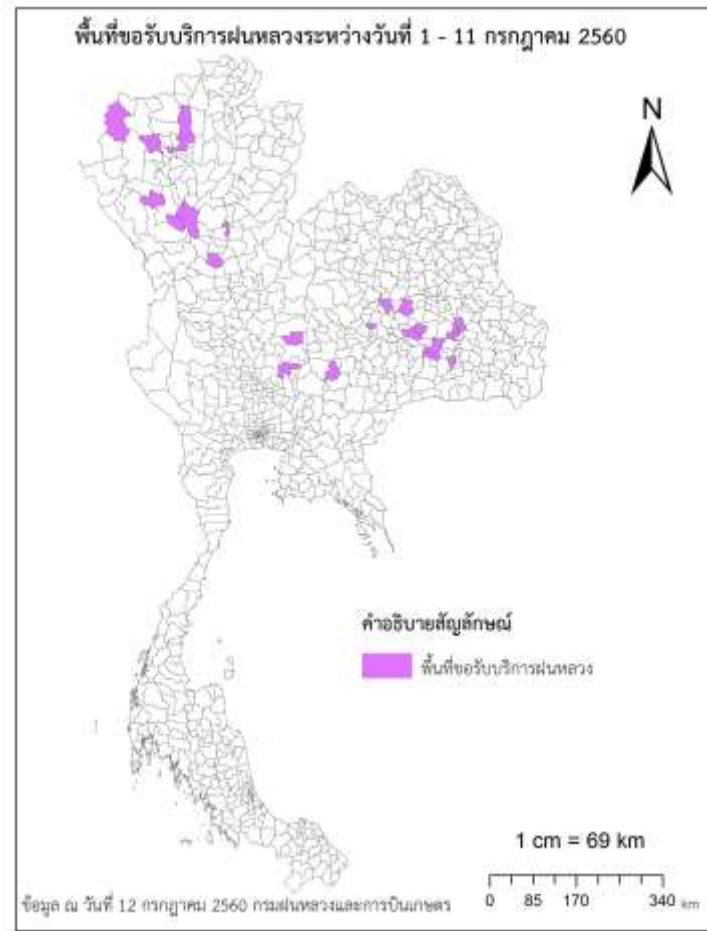 พื้นที่ขอรับบริการฝนหลวงระหว่างวันที่ 1 - 11 กรกฎาคม 2560
N
คำอธิบายสัญลักษณ์
พื้นที่ขอรับบริการฝนหลวง
1 cm = 69 km
0 85 170 340 km
ข้อมูล ณ วันที่ 12 กรกฎาคม 2560 กรมฝนหลวงและการบินเกษตร